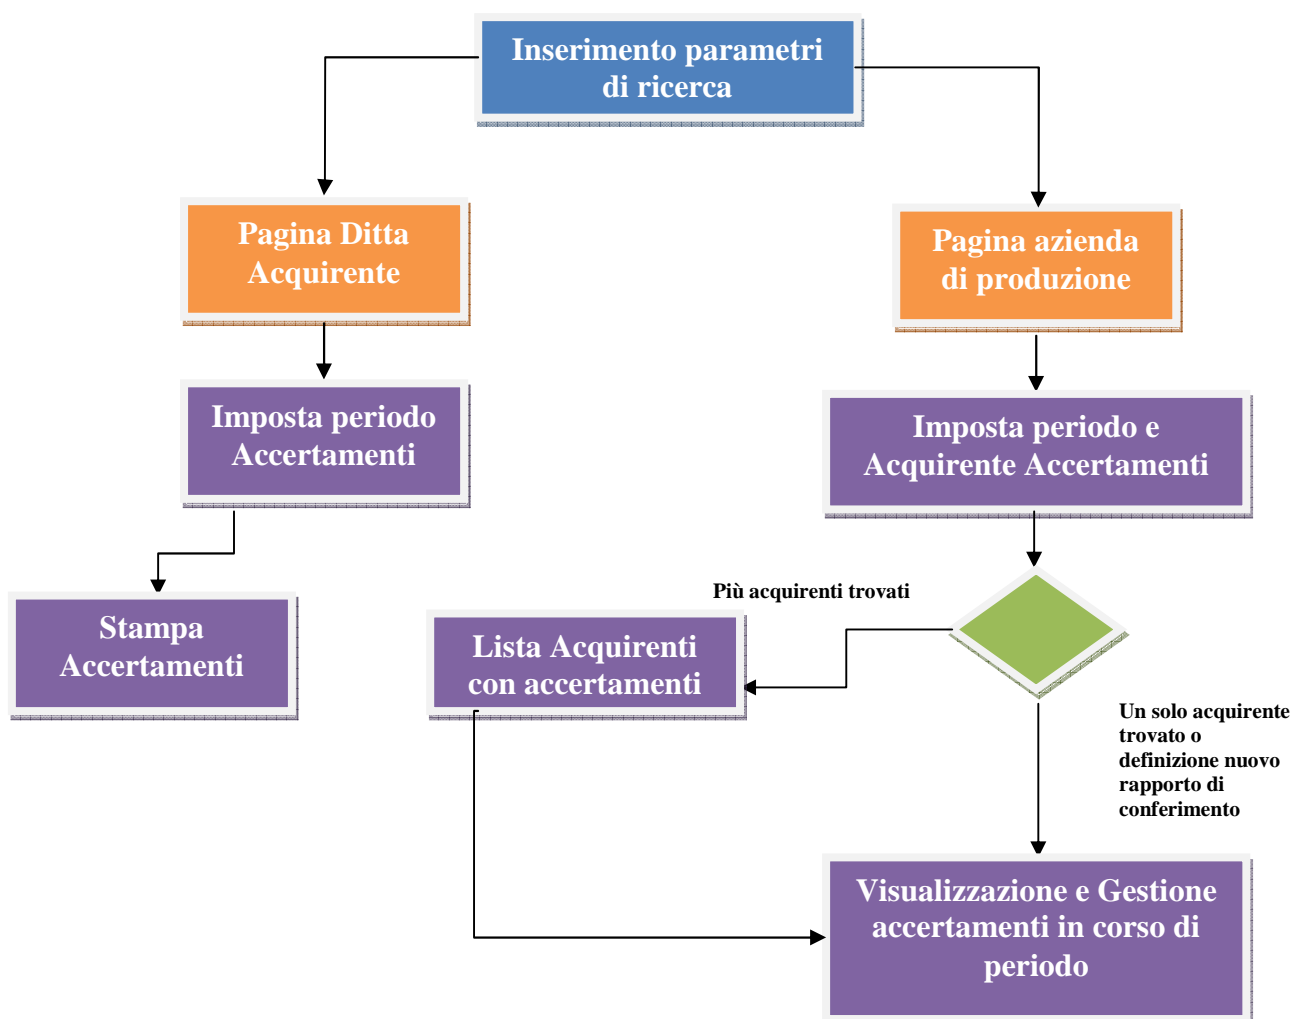 Inserimento parametri
di ricerca
Pagina Ditta
Acquirente
Pagina azienda
di produzione
Imposta periodo
Accertamenti
Imposta periodo e
Acquirente Accertamenti
Stampa
Accertamenti
Più acquirenti trovati
Lista Acquirenti
con accertamenti
Un solo acquirente
trovato o
definizione nuovo
rapporto di
conferimento
Visualizzazione e Gestione
accertamenti in corso di
periodo